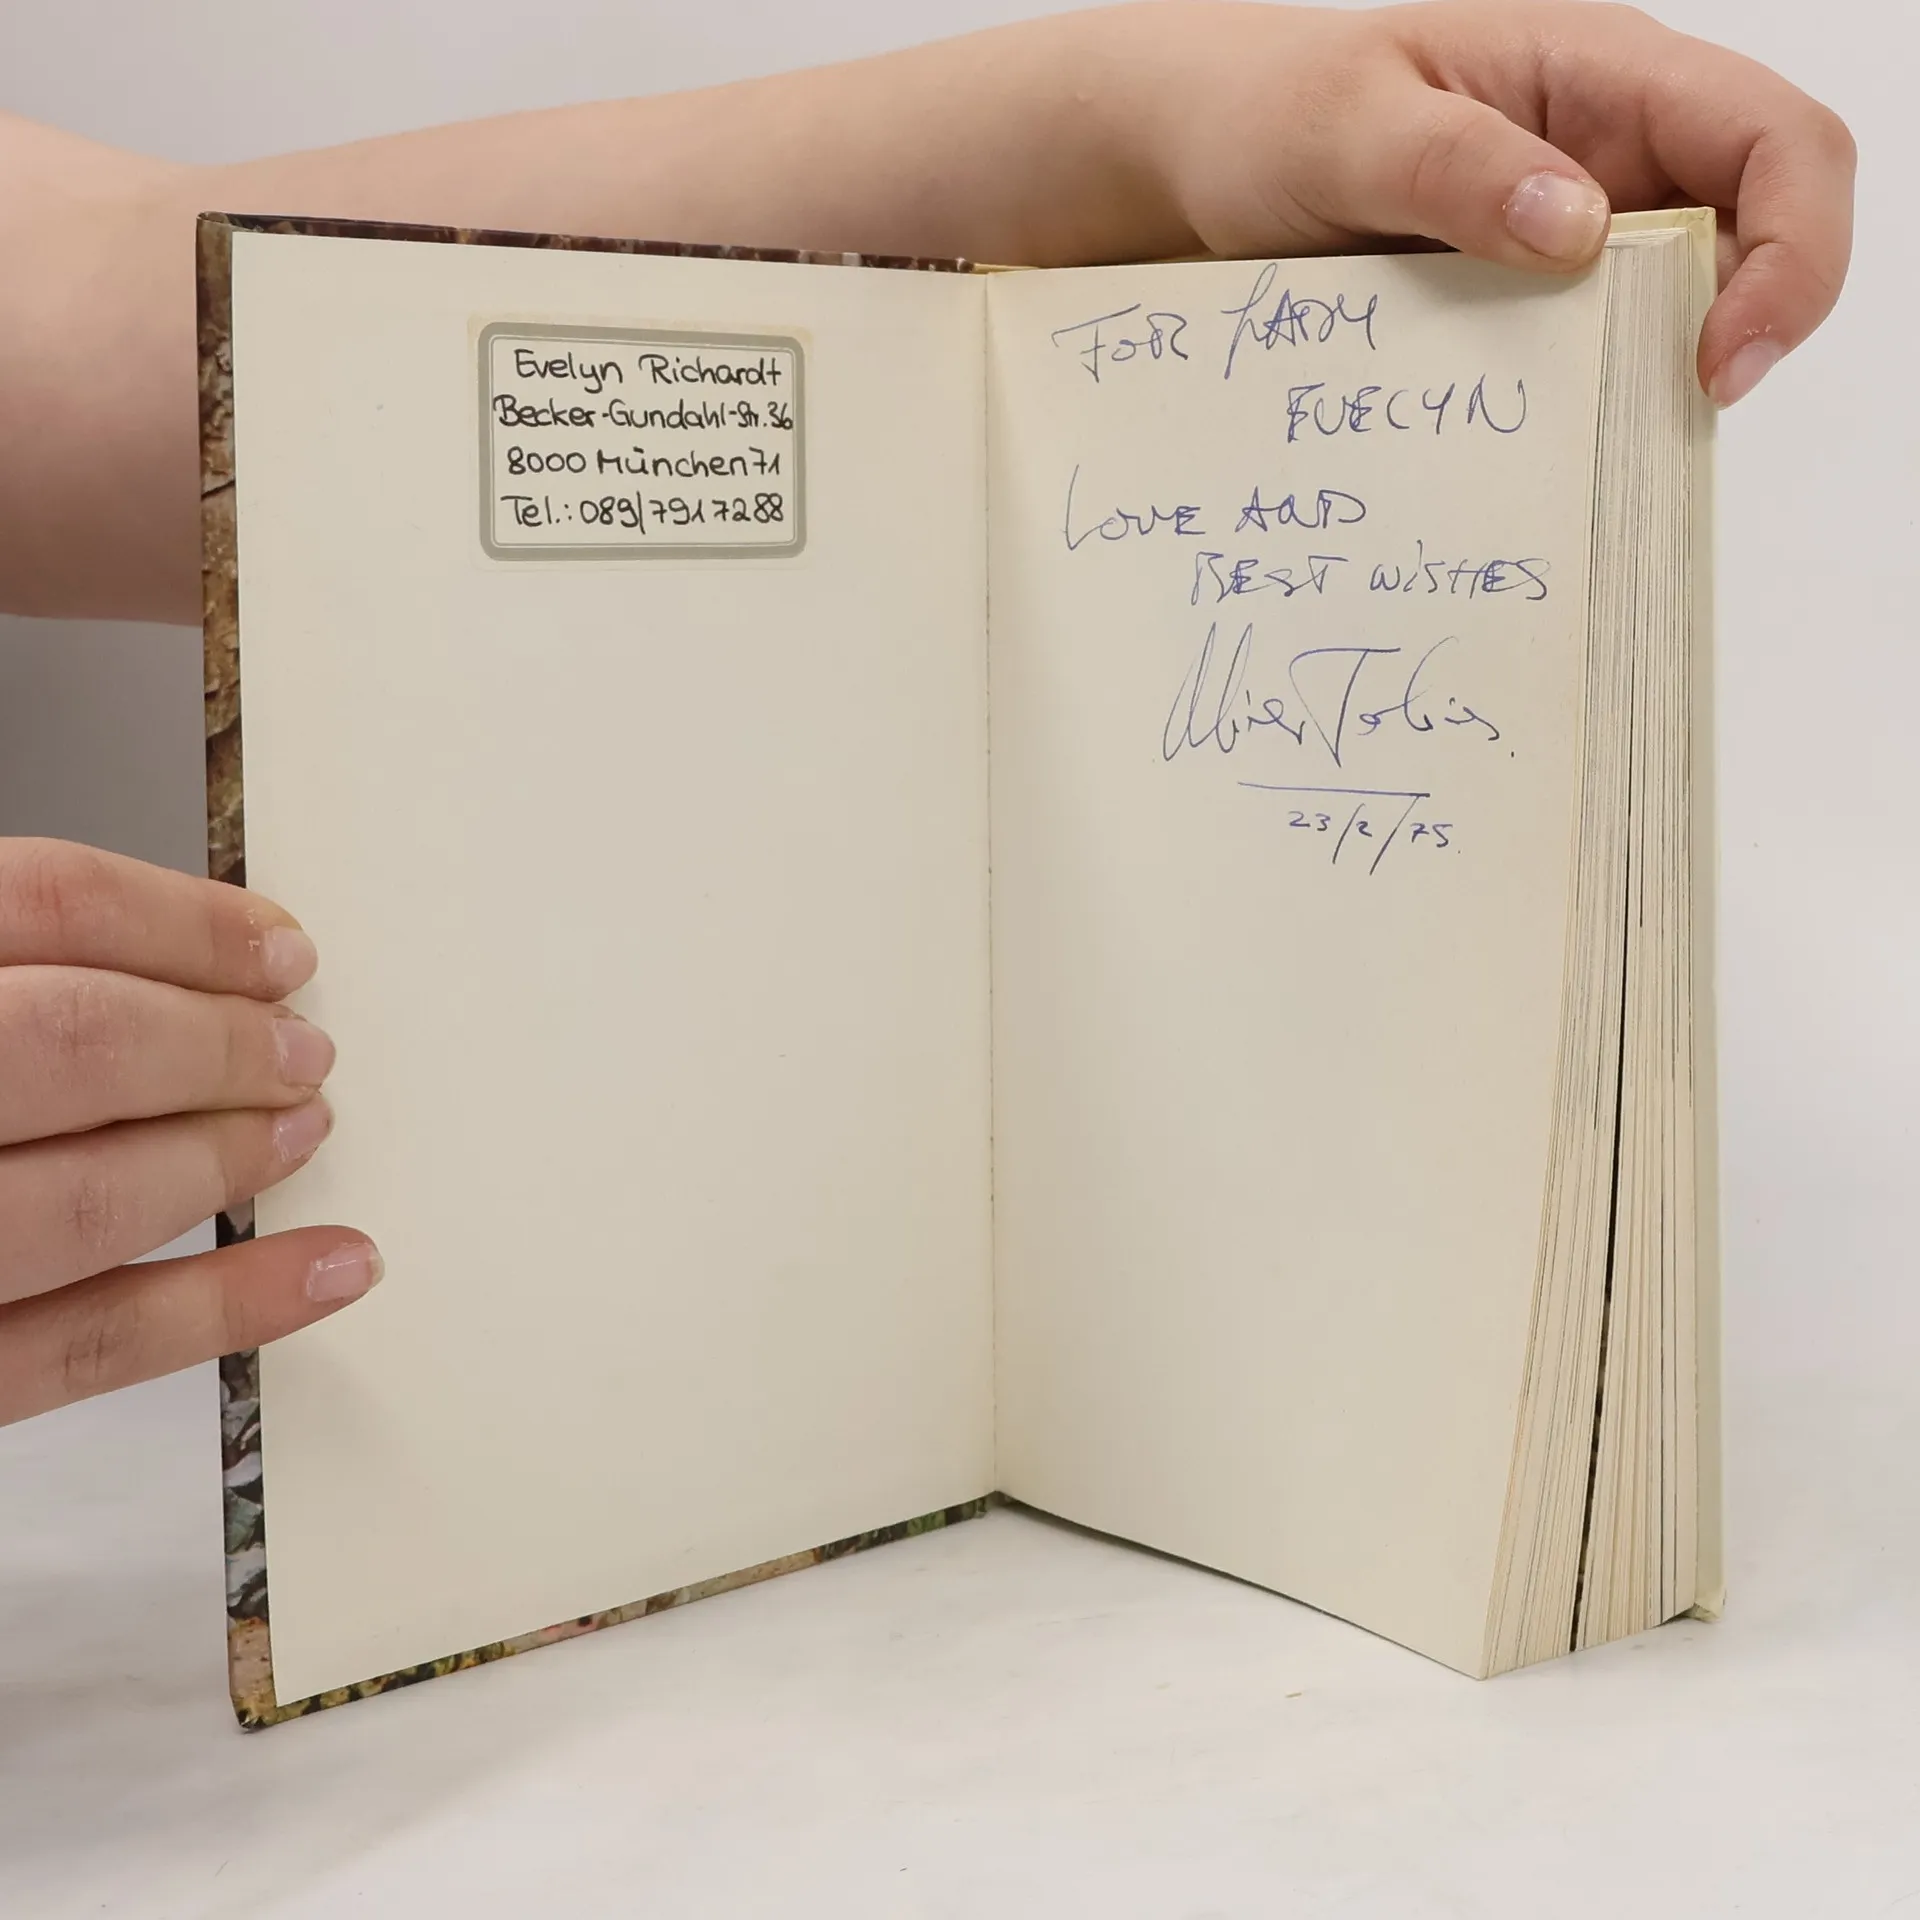 Evelyn Richardt
Becker-Gundahl-Str. 36
8000 München 71
Tel.: 089/7917288
FOR LADY
EVELYN
LOVE AND
BEST WISHES
Tobias.
23/2/75.